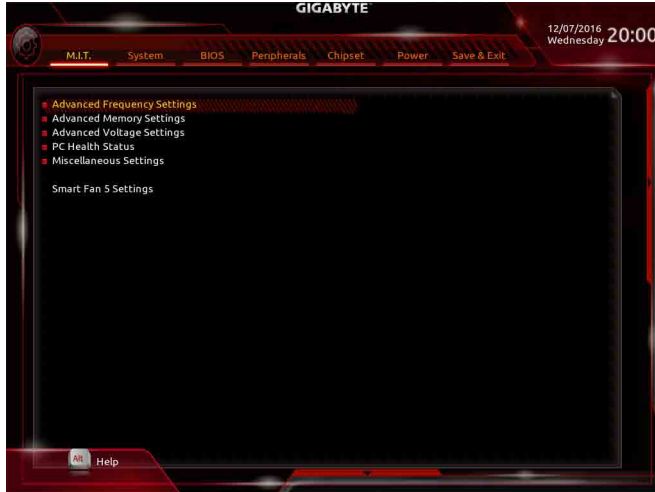 GIGABYTE
12/07/2016
Wednesday
20:00
M.I.T. System BIOS Peripherals Chipset Power Save & Exit
Advanced Frequency Settings
Advanced Memory Settings
Advanced Voltage Settings
PC Health Status
Miscellaneous Settings
Smart Fan 5 Settings
Alt Help